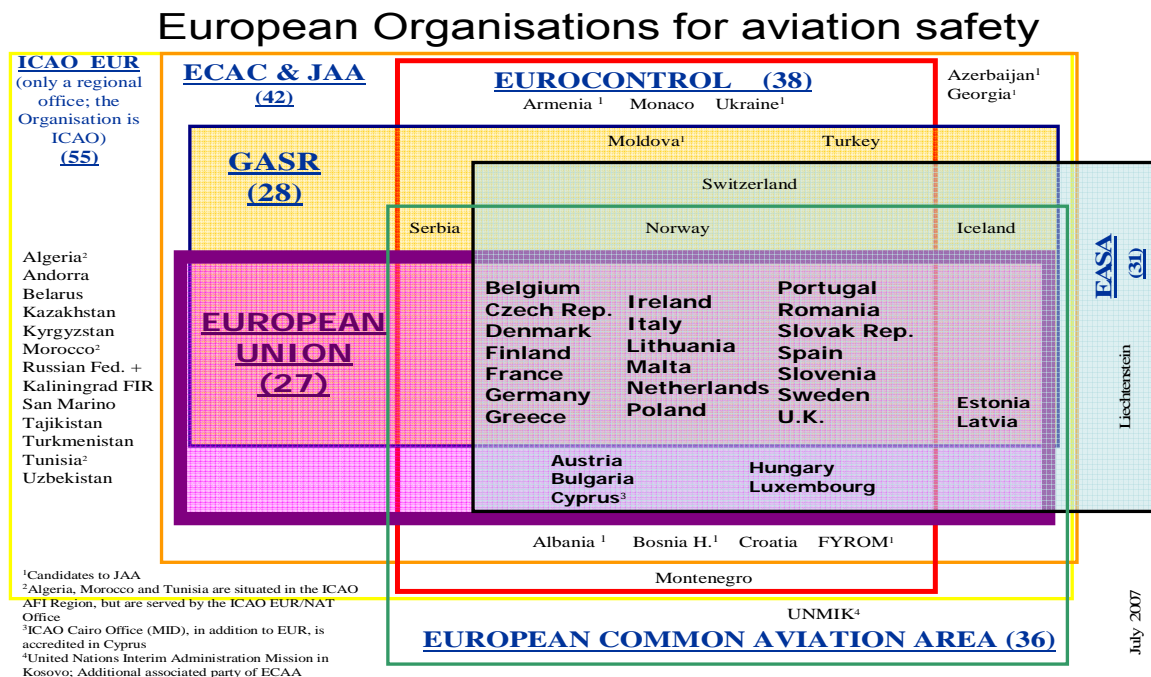 European Organisations for aviation safety
ICAO EUR
(only a regional
office; the
Organisation is
ICAO)
(55)
ECAC & JAA
(42)
EUROCONTROL (38)
Armenia ¹ Monaco Ukraine¹
Azerbaijan¹
Georgia¹
Moldova¹ Turkey
GASR
(28)
Switzerland
Serbia Norway Iceland
Algeria²
Andorra
Belarus
Kazakhstan
Kyrgyzstan
Morocco²
Russian Fed. +
Kaliningrad FIR
San Marino
Tajikistan
Turkmenistan
Tunisia²
Uzbekistan
EUROPEAN
UNION
(27)
Belgium
Czech Rep.
Denmark
Finland
France
Germany
Greece
Ireland
Italy
Lithuania
Malta
Netherlands
Poland
Portugal
Romania
Slovak Rep.
Spain
Slovenia
Sweden
U.K.
Estonia
Latvia
EASA
(31)
Liechtenstein
Austria
Bulgaria
Cyprus³
Hungary
Luxembourg
Albania ¹ Bosnia H.¹ Croatia FYROM¹
Montenegro
UNMIK⁴
EUROPEAN COMMON AVIATION AREA (36)
¹Candidates to JAA
²Algeria, Morocco and Tunisia are situated in the ICAO
AFI Region, but are served by the ICAO EUR/NAT
Office
³ICAO Cairo Office (MID), in addition to EUR, is
accredited in Cyprus
⁴United Nations Interim Administration Mission in
Kosovo; Additional associated party of ECAA
July 2007